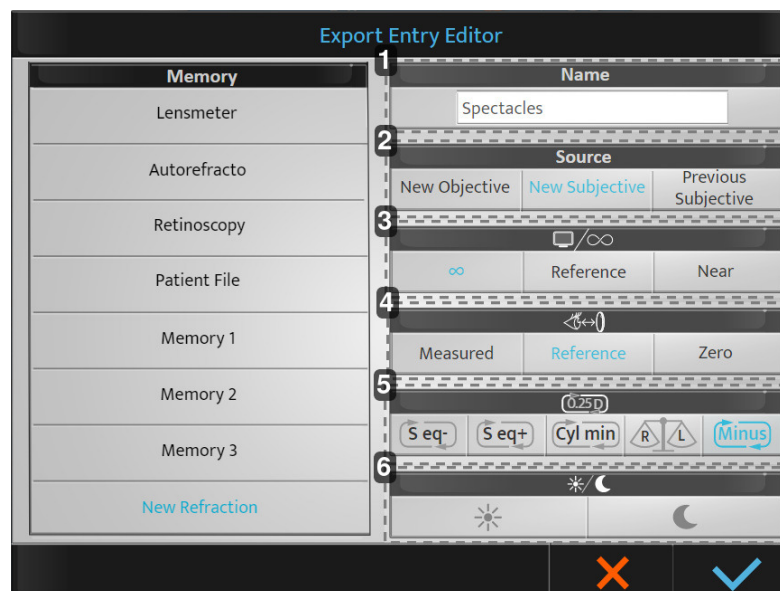 Export Entry Editor
Memory
Lensmeter
Autorefracto
Retinoscopy
Patient File
Memory 1
Memory 2
Memory 3
New Refraction
1
Name
Spectacles
2
Source
New Objective New Subjective Previous
Subjective
3
/∞
∞ Reference Near
4
Measured Reference Zero
5
0.25 D
S eq- S eq+ Cyl min R L Minus
6
/